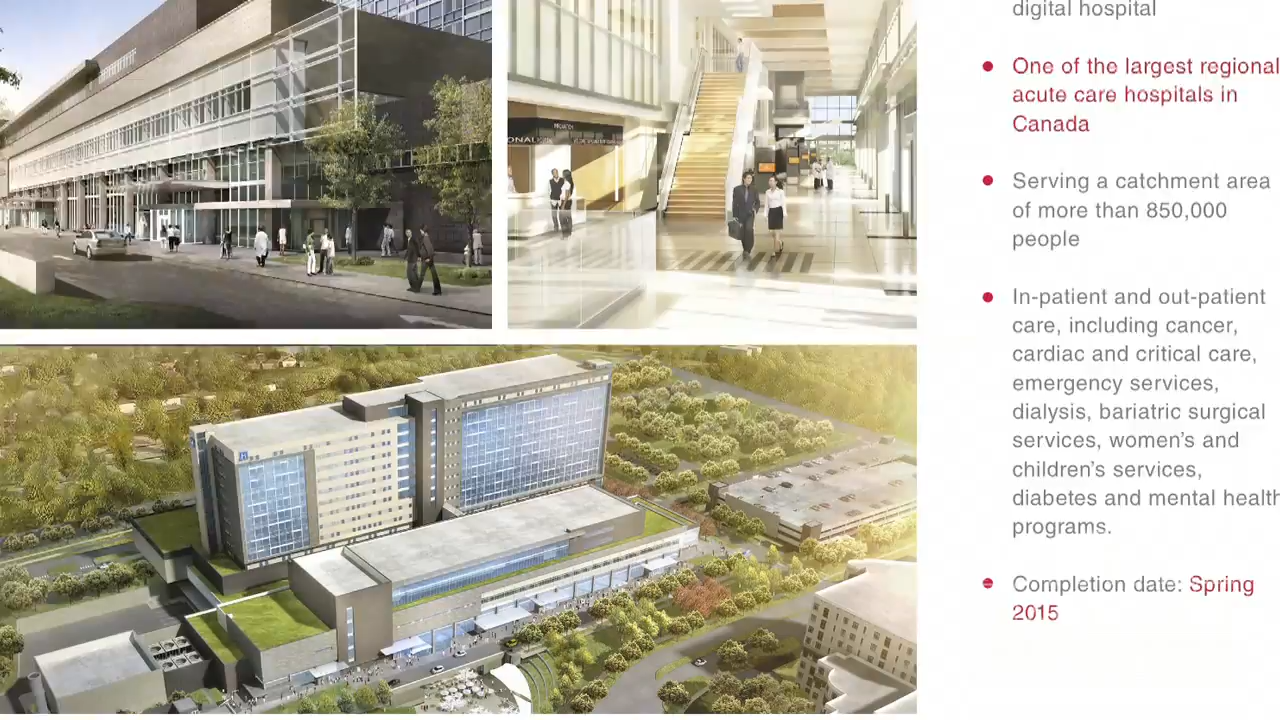 digital hospital
One of the largest regional
acute care hospitals in
Canada
Serving a catchment area
of more than 850,000
people
In-patient and out-patient
care, including cancer,
cardiac and critical care,
emergency services,
dialysis, bariatric surgical
services, women’s and
children’s services,
diabetes and mental health
programs.
Completion date: Spring
2015